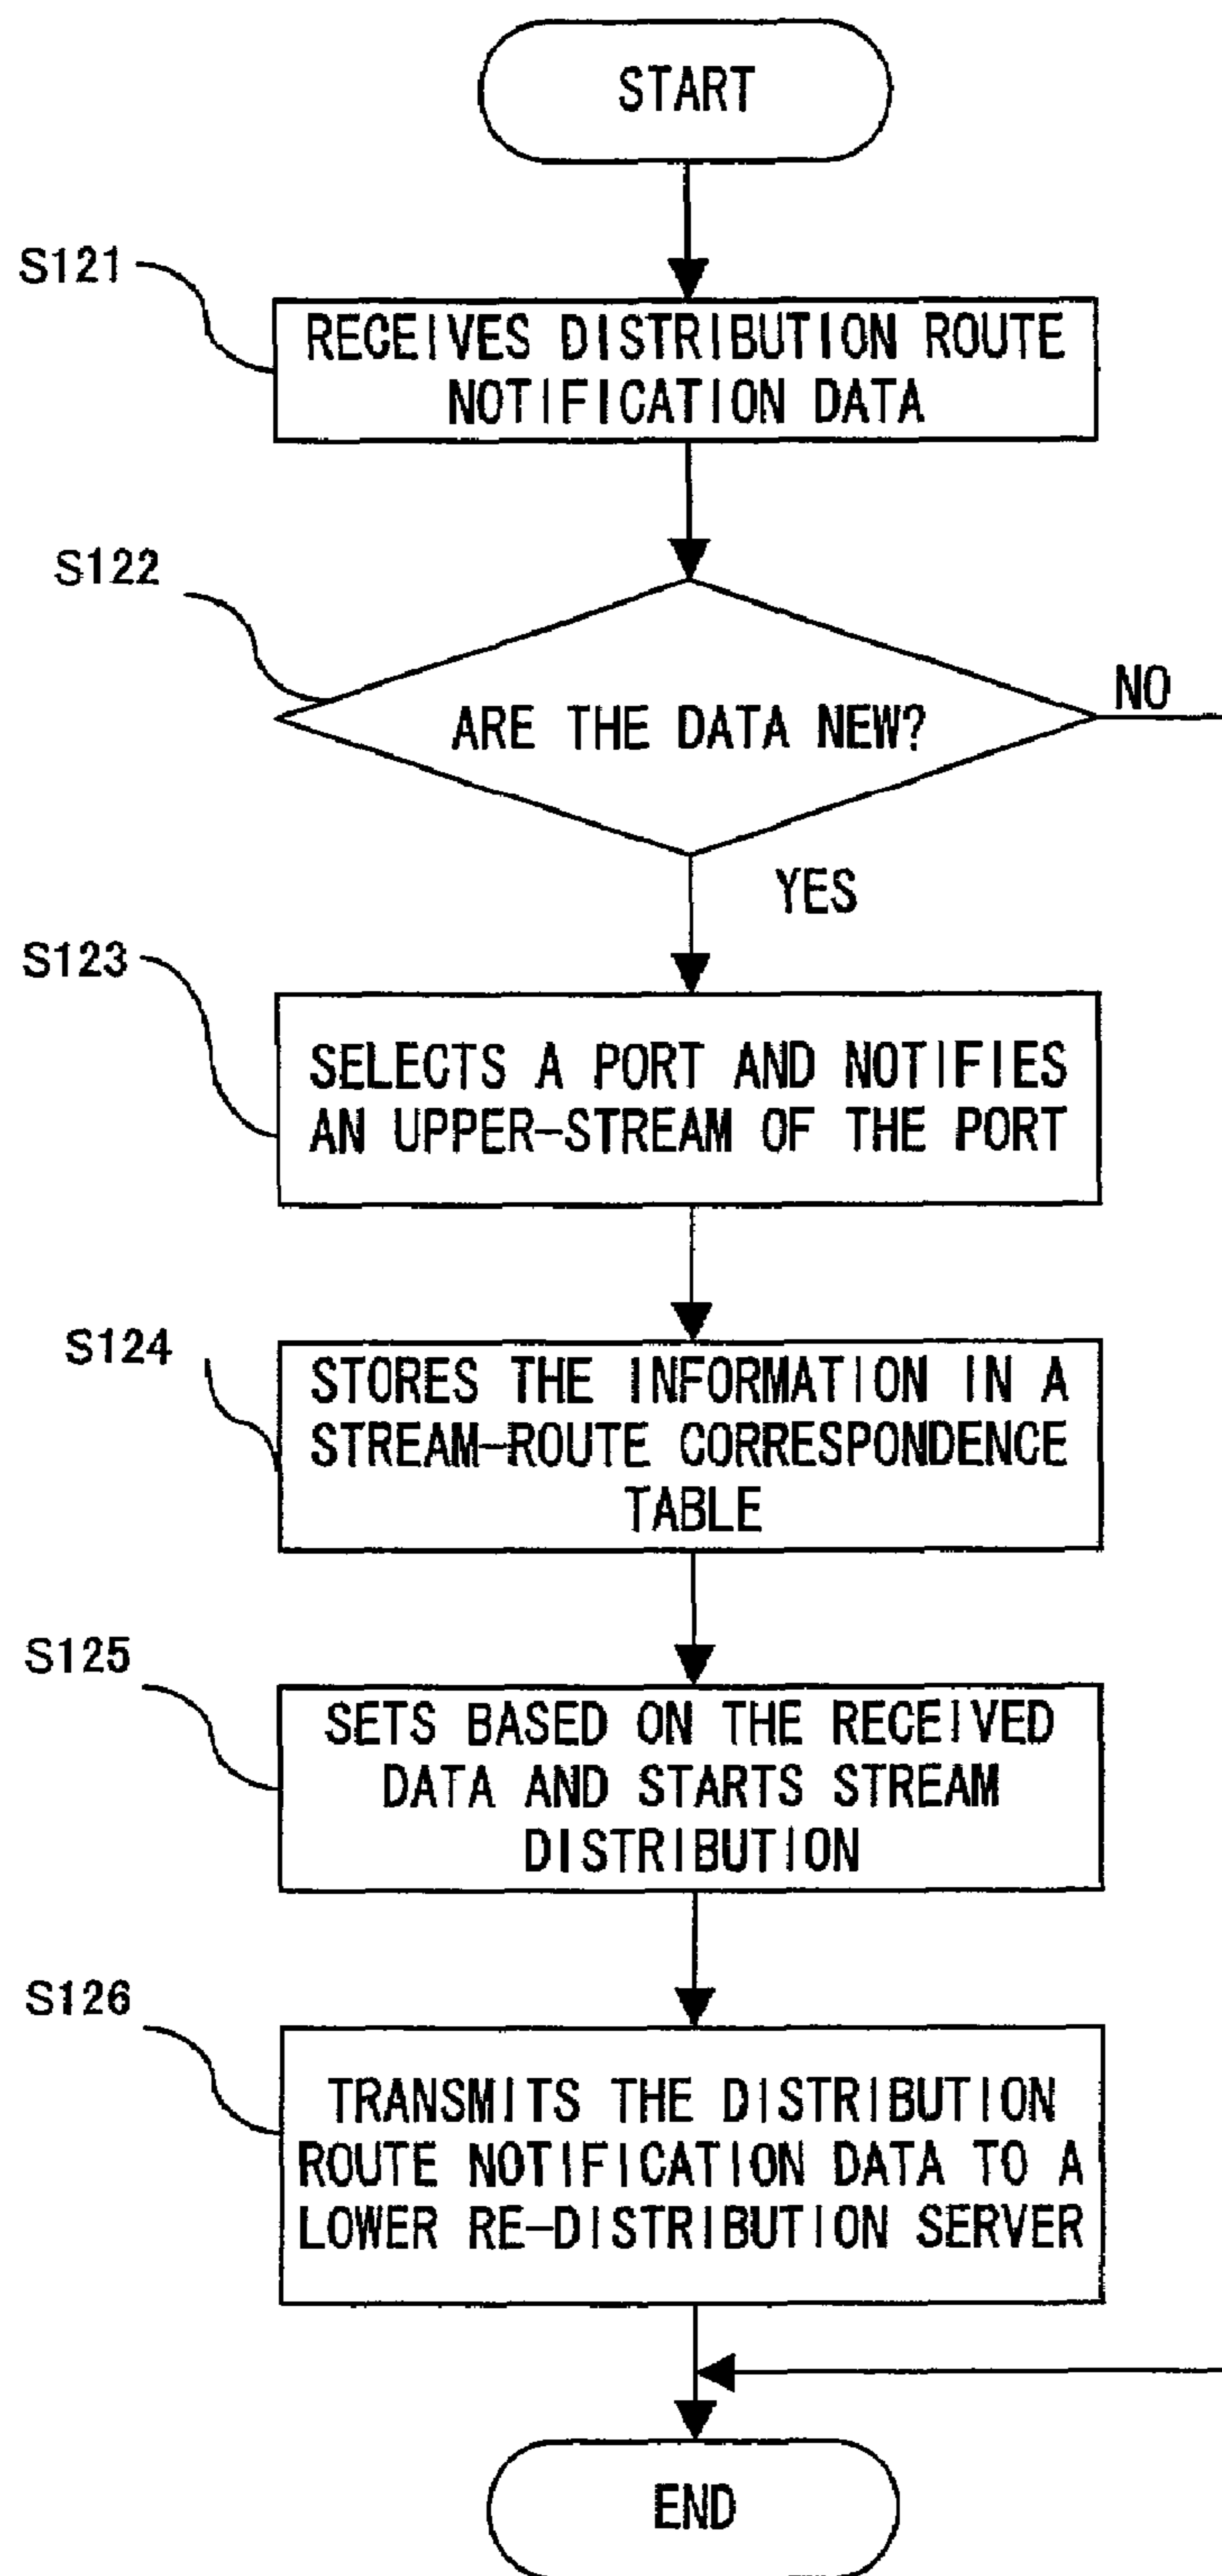 START
S121
RECEIVES DISTRIBUTION ROUTE
NOTIFICATION DATA
S122
ARE THE DATA NEW?
NO
YES
S123
SELECTS A PORT AND NOTIFIES
AN UPPER-STREAM OF THE PORT
S124
STORES THE INFORMATION IN A
STREAM-ROUTE CORRESPONDENCE
TABLE
S125
SETS BASED ON THE RECEIVED
DATA AND STARTS STREAM
DISTRIBUTION
S126
TRANSMITS THE DISTRIBUTION
ROUTE NOTIFICATION DATA TO A
LOWER RE-DISTRIBUTION SERVER
END